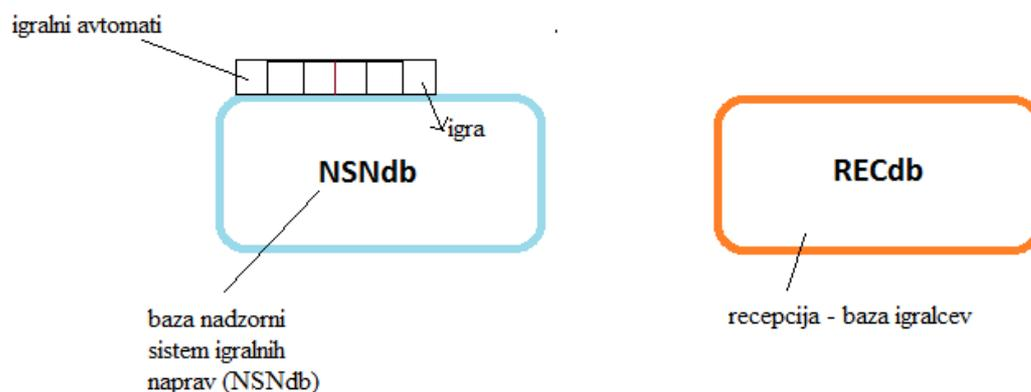 igralni avtomati
igra
NSNdb
RECdb
baza nadzorni
sistem igralnih
naprav (NSNdb)
recepcija - baza igralcev